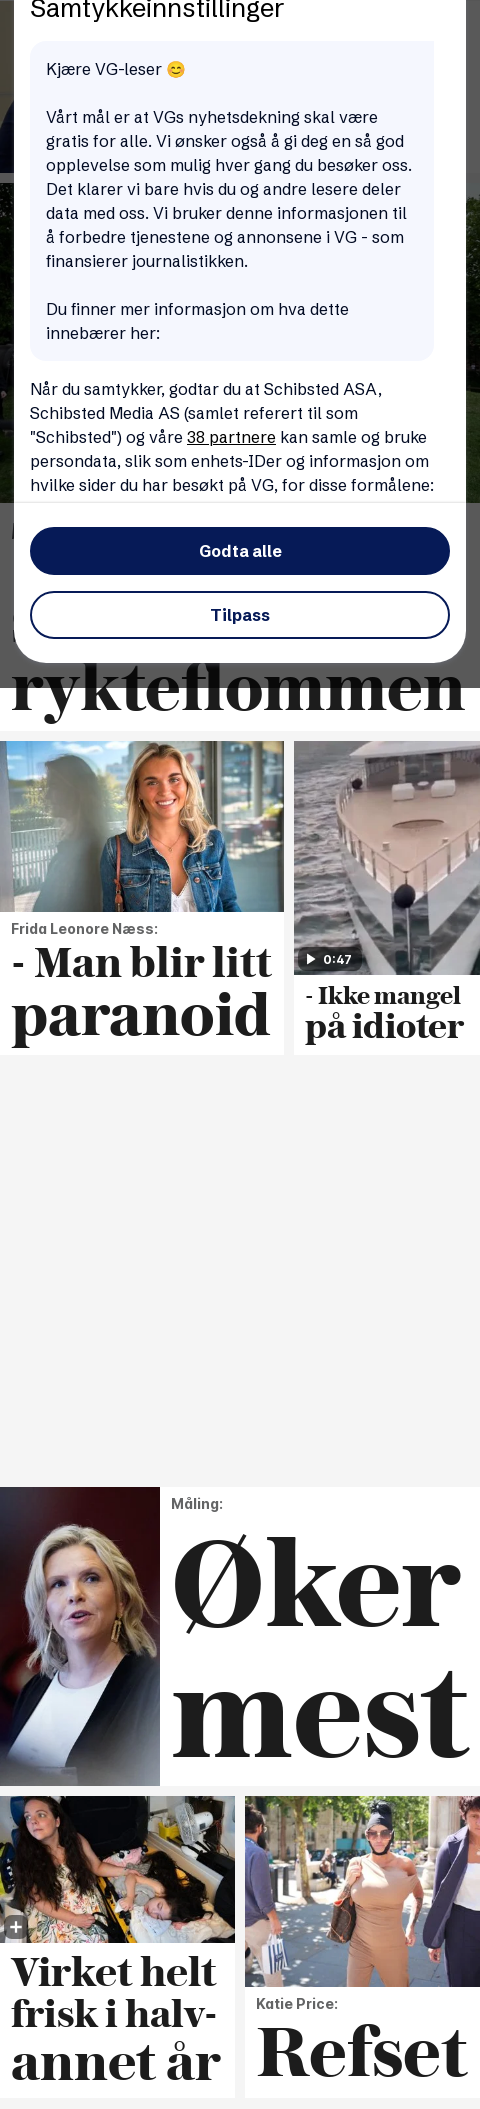 Samtykkeinnstillinger
Kjære VG-leser 😊
Vårt mål er at VGs nyhetsdekning skal være
gratis for alle. Vi ønsker også å gi deg en så god
opplevelse som mulig hver gang du besøker oss.
Det klarer vi bare hvis du og andre lesere deler
data med oss. Vi bruker denne informasjonen til
å forbedre tjenestene og annonsene i VG - som
finansierer journalistikken.
Du finner mer informasjon om hva dette
innebærer her:
Når du samtykker, godtar du at Schibsted ASA,
Schibsted Media AS (samlet referert til som
"Schibsted") og våre 38 partnere kan samle og bruke
persondata, slik som enhets-IDer og informasjon om
hvilke sider du har besøkt på VG, for disse formålene:
Godta alle
Tilpass
rykteflommen
Frida Leonore Næss:
- Man blir litt
paranoid
0:47
- Ikke mangel
på idioter
Måling:
Øker
mest
Virket helt
frisk i halv-
annet år
Katie Price:
Refset